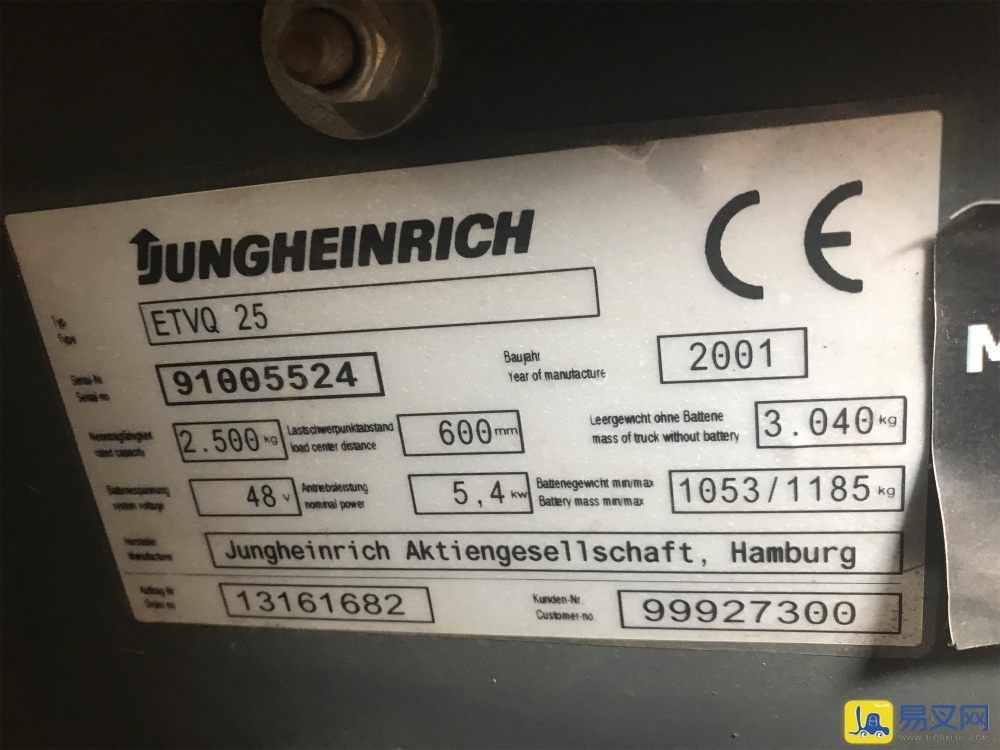 JUNGHEINRICH
CE
Typ
Type
ETVQ 25
Serial-Nr.
Serial-no
91005524
Baujahr
Year of manufacture
2001
Nenntragfähigkeit
rated capacity
2.500 kg
Lastschwerpunktabstand
load center distance
600 mm
Leergewicht ohne Batterie
mass of truck without battery
3.040 kg
Batteriespannung
system voltage
48 V
Antriebsleistung
nominal power
5,4 kW
Batteriegewicht min/max
Battery mass min/max
1053/1185 kg
Hersteller
Manufacturer
Jungheinrich Aktiengesellschaft, Hamburg
Auftrag Nr
Order no
13161682
Kunden-Nr.
Customer-no
99927300
M
易叉网